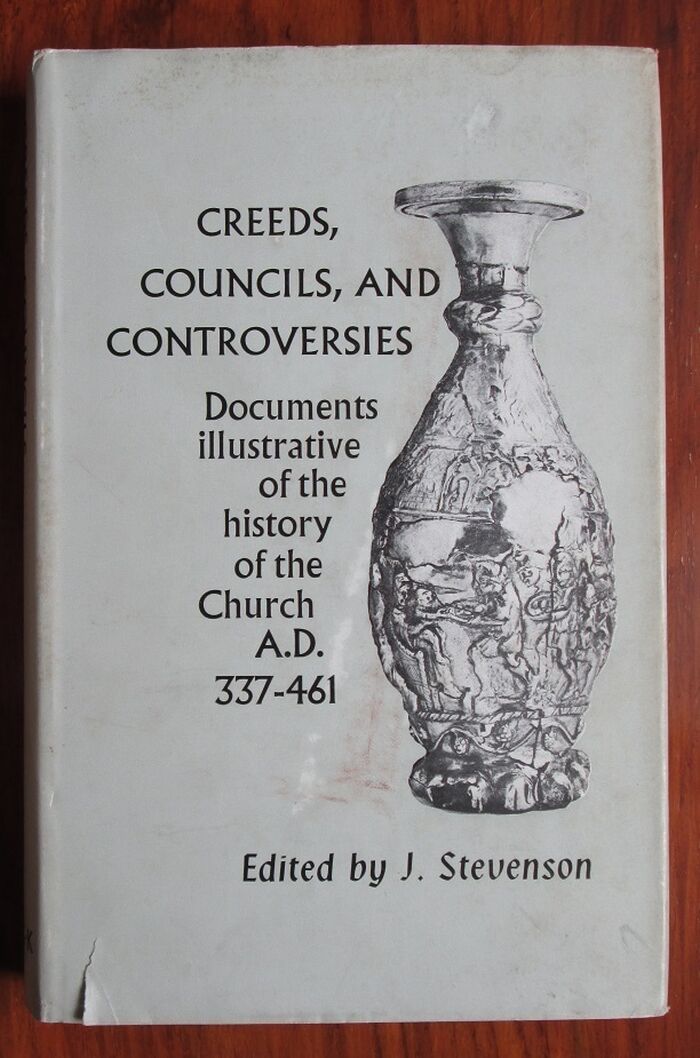 CREEDS,
COUNCILS, AND
CONTROVERSIES
Documents
illustrative
of the
history
of the
Church
A.D.
337-461
Edited by J. Stevenson